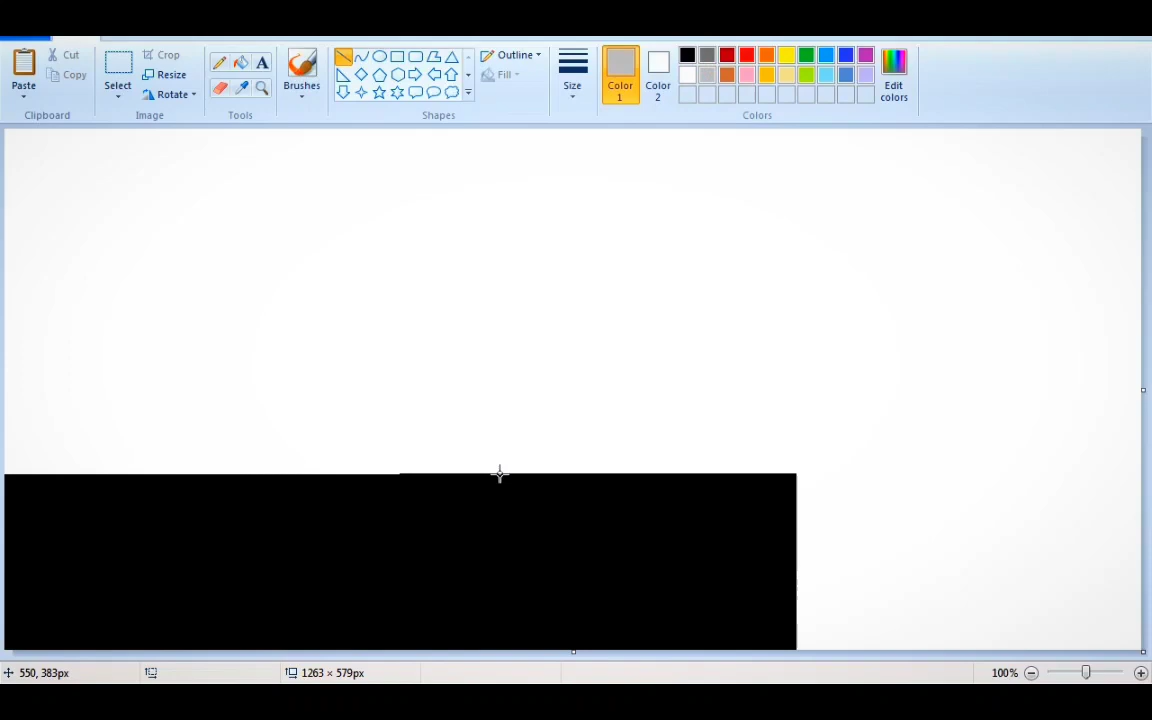 Paste
Cut
Copy
Clipboard
Select
Crop
Resize
Rotate
Image
A
Tools
Brushes
Shapes
Outline
Fill
Size
Color
1
Color
2
Edit
colors
Colors
550, 383px
1263 × 579px
100%